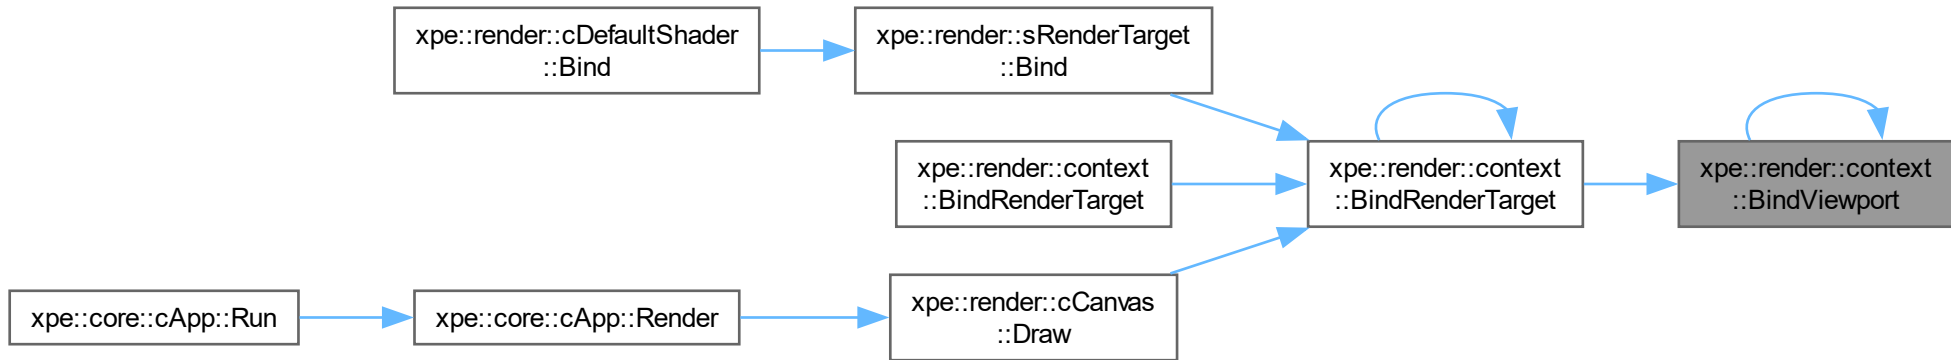 xpe::render::cDefaultShader
::Bind
xpe::render::sRenderTarget
::Bind
xpe::render::context
::BindRenderTarget
xpe::render::context
::BindRenderTarget
xpe::render::context
::BindViewport
xpe::core::cApp::Run
xpe::core::cApp::Render
xpe::render::cCanvas
::Draw